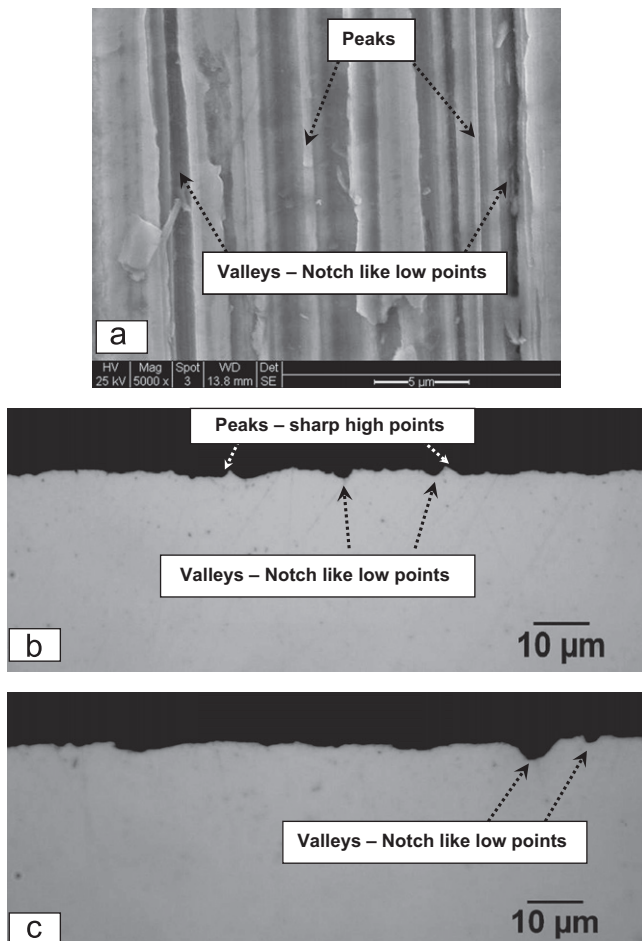 Peaks
Valleys – Notch like low points
a
HV Mag Spot WD Det
25 kV 5000 x 3 13.8 mm SE
5 µm
Peaks – sharp high points
Valleys – Notch like low points
b
10 µm
Valleys – Notch like low points
c
10 µm